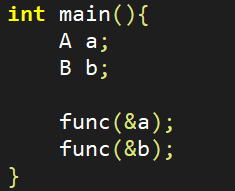 int main(){
    A a;
    B b;

    func(&a);
    func(&b);
}